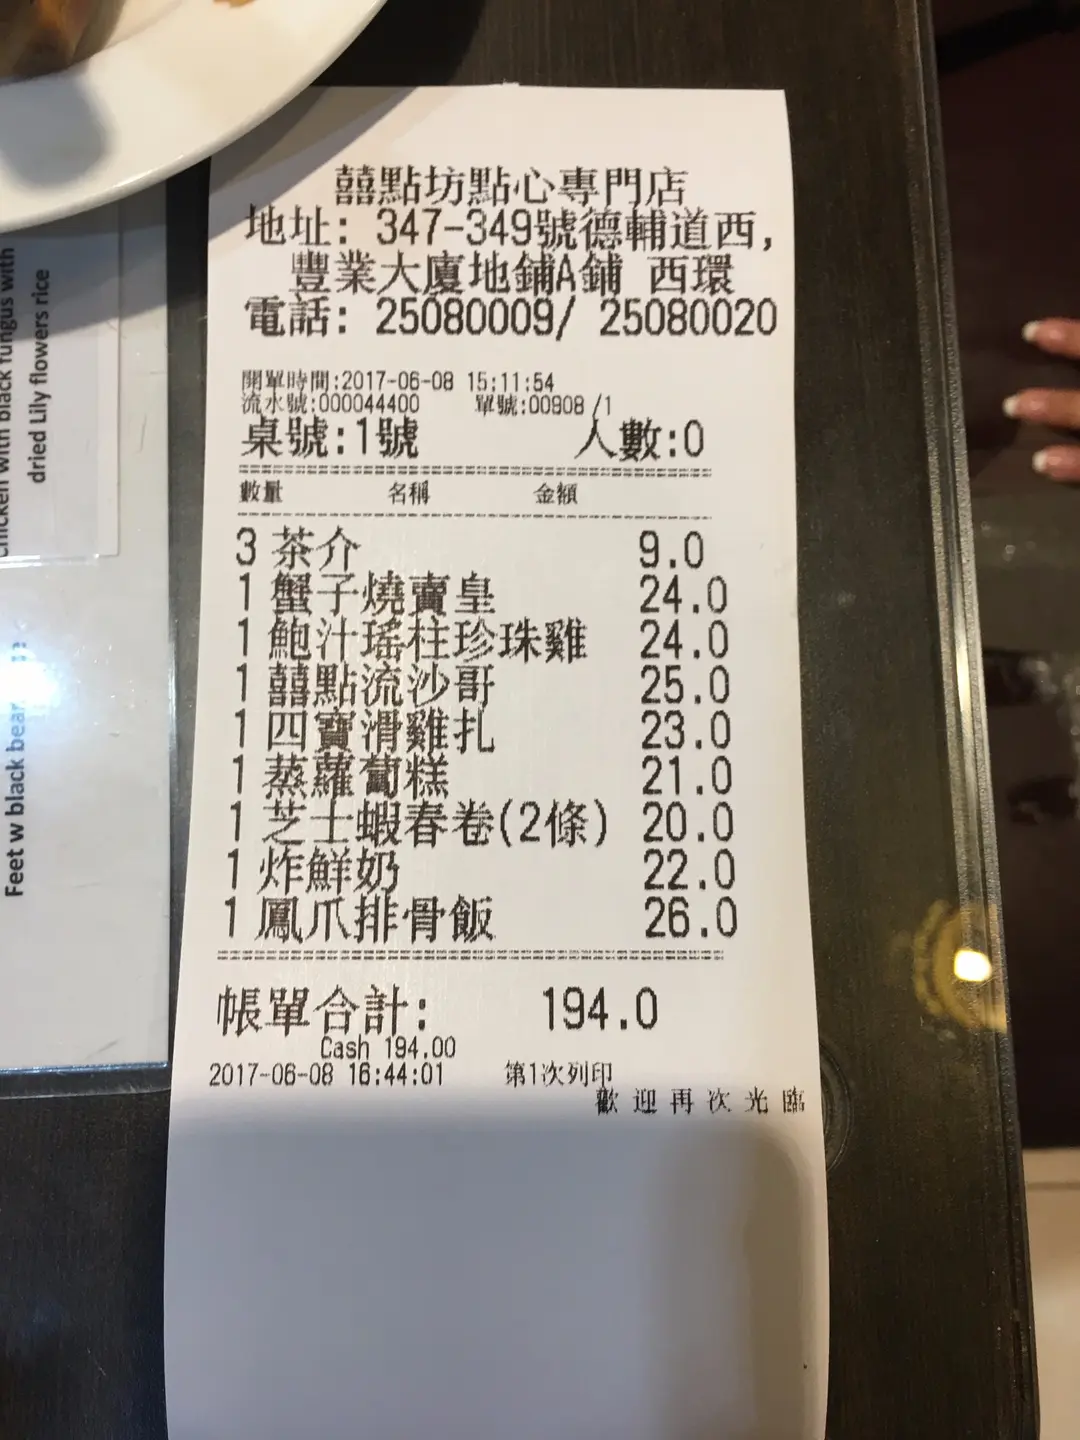 囍點坊點心專門店
地址: 347-349號德輔道西,
豐業大廈地鋪A鋪 西環
電話: 25080009/ 25080020
開單時間:2017-06-08 15:11:54
流水號:000044400 單號:00908 /1
桌號:1號 人數:0
數量 名稱 金額
3 茶介 9.0
1 蟹子燒賣皇 24.0
1 鮑汁瑤柱珍珠雞 24.0
1 囍點流沙哥 25.0
1 四寶滑雞扎 23.0
1 蒸蘿蔔糕 21.0
1 芝士蝦春卷(2條) 20.0
1 炸鮮奶 22.0
1 鳳爪排骨飯 26.0
帳單合計: 194.0
Cash 194.00
2017-06-08 16:44:01 第1次列印
歡迎再次光臨
chicken with black fungus with
dried Lily flowers rice
Feet w black bean